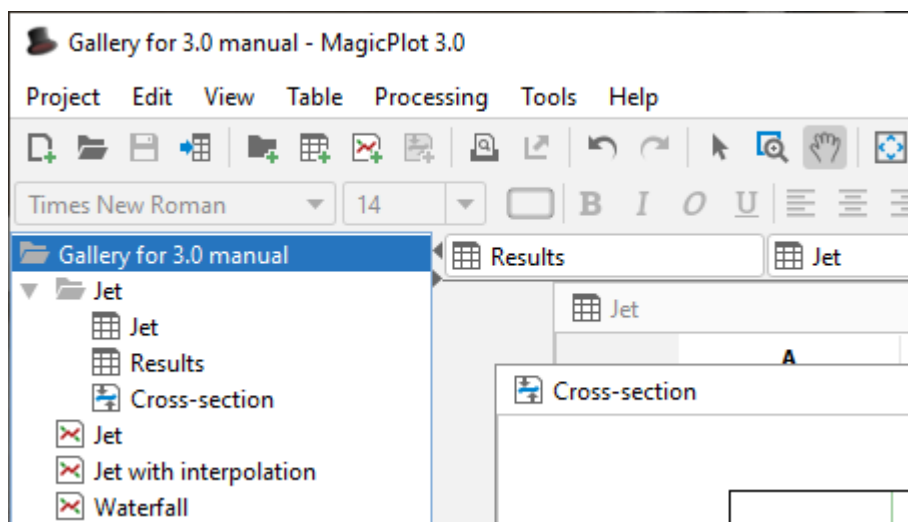 Gallery for 3.0 manual - MagicPlot 3.0
Project Edit View Table Processing Tools Help
Times New Roman 14 B I O U
Gallery for 3.0 manual
Results Jet
Jet
Jet
Jet
Results
A
Cross-section
Cross-section
Jet
Jet with interpolation
Waterfall